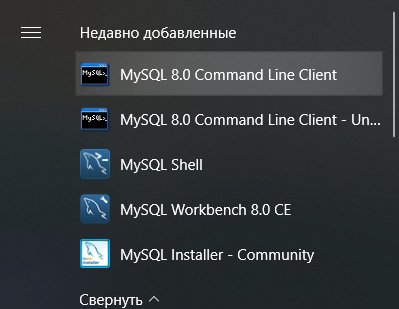 Недавно добавленные
MySQL 8.0 Command Line Client
MySQL 8.0 Command Line Client - Un...
MySQL Shell
MySQL Workbench 8.0 CE
MySQL Installer - Community
Свернуть